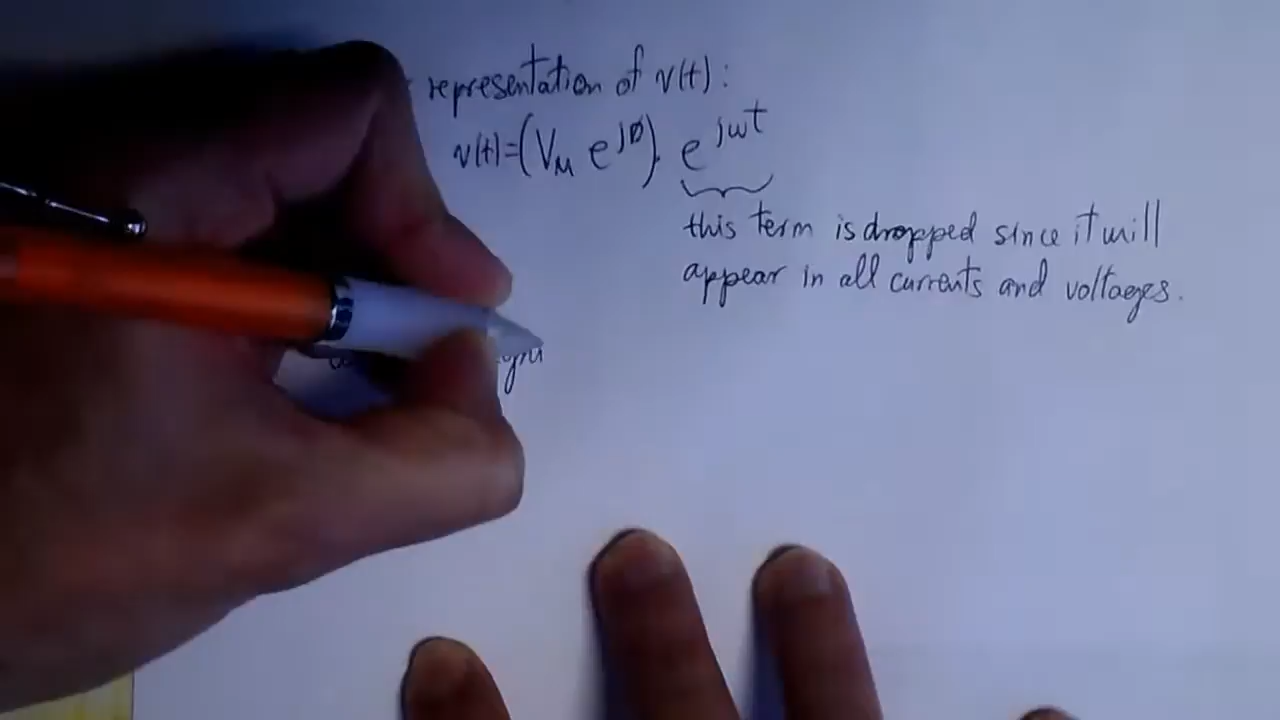 representation of v(t):
v(t)=(V_M e^{jø}). e^{jωt}
this term is dropped since it will
appear in all currents and voltages.